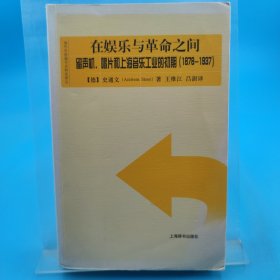 在娱乐与革命之间
留声机、唱片和上海音乐工业的初期(1878-1937)
【德】史通文 (Andreas Steen) 著 王维江 吕澍译
上海辞书出版社